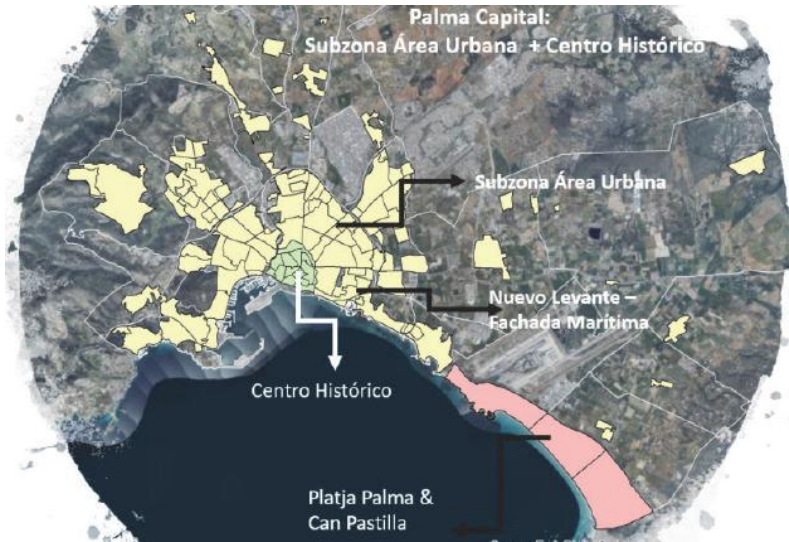 Palma Capital:
Subzona Área Urbana + Centro Histórico
Subzona Área Urbana
Nuevo Levante –
Fachada Marítima
Centro Histórico
Platja Palma &
Can Pastilla